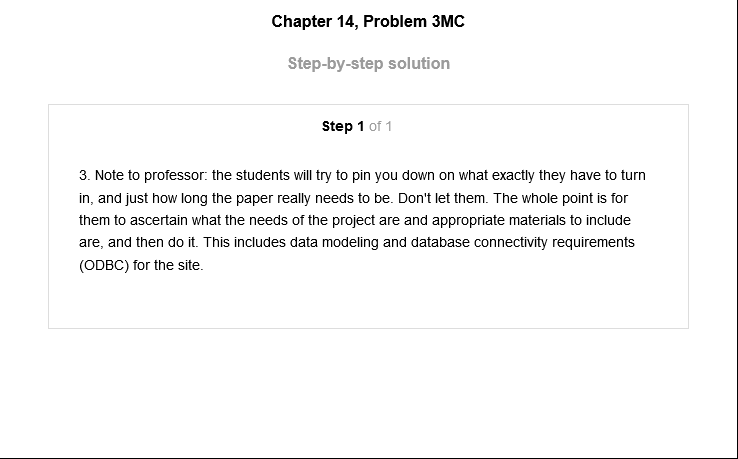 Chapter 14, Problem 3MC
Step-by-step solution
Step 1 of 1
3. Note to professor: the students will try to pin you down on what exactly they have to turn
in, and just how long the paper really needs to be. Don't let them. The whole point is for
them to ascertain what the needs of the project are and appropriate materials to include
are, and then do it. This includes data modeling and database connectivity requirements
(ODBC) for the site.